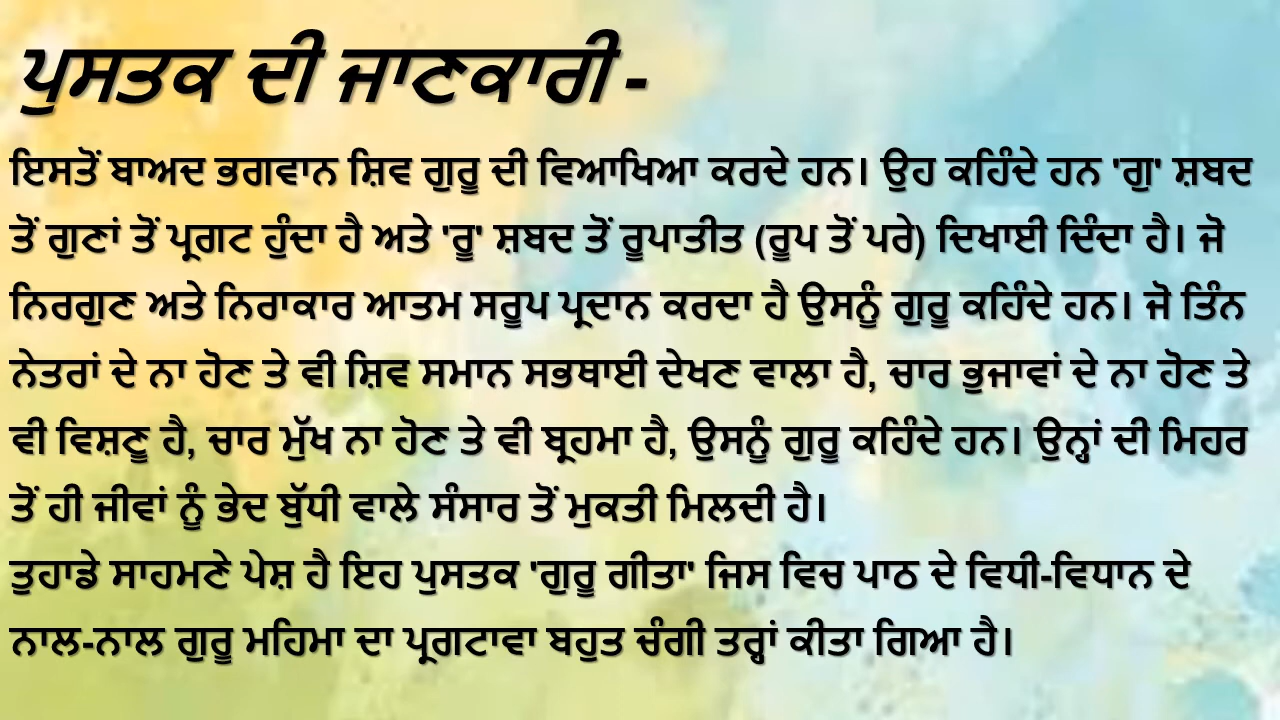 ਪੁਸਤਕ ਦੀ ਜਾਣਕਾਰੀ -
ਇਸਤੋਂ ਬਾਅਦ ਭਗਵਾਨ ਸ਼ਿਵ ਗੁਰੂ ਦੀ ਵਿਆਖਿਆ ਕਰਦੇ ਹਨ। ਉਹ ਕਹਿੰਦੇ ਹਨ 'ਗੁ' ਸ਼ਬਦ
ਤੋਂ ਗੁਣਾਂ ਤੋਂ ਪ੍ਰਗਟ ਹੁੰਦਾ ਹੈ ਅਤੇ 'ਰੂ' ਸ਼ਬਦ ਤੋਂ ਰੂਪਾਤੀਤ (ਰੂਪ ਤੋਂ ਪਰੇ) ਦਿਖਾਈ ਦਿੰਦਾ ਹੈ। ਜੋ
ਨਿਰਗੁਣ ਅਤੇ ਨਿਰਾਕਾਰ ਆਤਮ ਸਰੂਪ ਪ੍ਰਦਾਨ ਕਰਦਾ ਹੈ ਉਸਨੂੰ ਗੁਰੂ ਕਹਿੰਦੇ ਹਨ। ਜੋ ਤਿੰਨ
ਨੇਤਰਾਂ ਦੇ ਨਾ ਹੋਣ ਤੇ ਵੀ ਸ਼ਿਵ ਸਮਾਨ ਸਭਥਾਈ ਦੇਖਣ ਵਾਲਾ ਹੈ, ਚਾਰ ਭੁਜਾਵਾਂ ਦੇ ਨਾ ਹੋਣ ਤੇ
ਵੀ ਵਿਸ਼ਣੂ ਹੈ, ਚਾਰ ਮੁੱਖ ਨਾ ਹੋਣ ਤੇ ਵੀ ਬ੍ਰਹਮਾ ਹੈ, ਉਸਨੂੰ ਗੁਰੂ ਕਹਿੰਦੇ ਹਨ। ਉਨ੍ਹਾਂ ਦੀ ਮਿਹਰ
ਤੋਂ ਹੀ ਜੀਵਾਂ ਨੂੰ ਭੇਦ ਬੁੱਧੀ ਵਾਲੇ ਸੰਸਾਰ ਤੋਂ ਮੁਕਤੀ ਮਿਲਦੀ ਹੈ।
ਤੁਹਾਡੇ ਸਾਹਮਣੇ ਪੇਸ਼ ਹੈ ਇਹ ਪੁਸਤਕ 'ਗੁਰੂ ਗੀਤਾ' ਜਿਸ ਵਿਚ ਪਾਠ ਦੇ ਵਿਧੀ-ਵਿਧਾਨ ਦੇ
ਨਾਲ-ਨਾਲ ਗੁਰੂ ਮਹਿਮਾ ਦਾ ਪ੍ਰਗਟਾਵਾ ਬਹੁਤ ਚੰਗੀ ਤਰ੍ਹਾਂ ਕੀਤਾ ਗਿਆ ਹੈ।